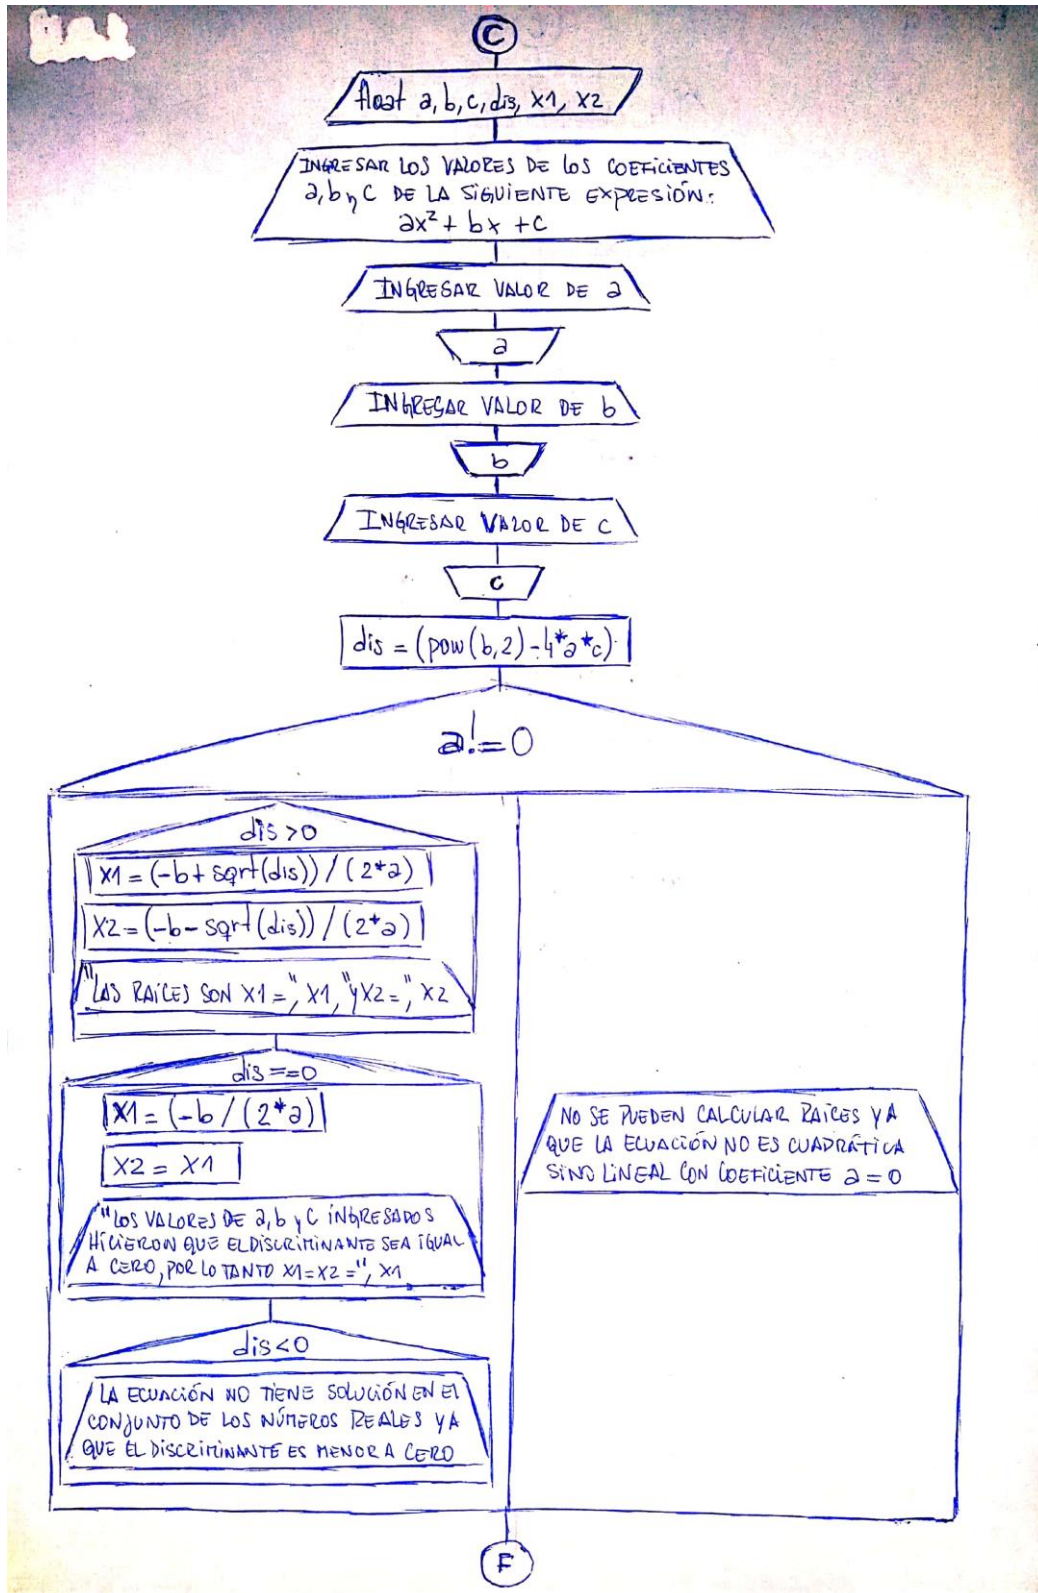 C
float a, b, c, dis, x1, x2
INGRESAR LOS VALORES DE LOS COEFICIENTES
a, b y C DE LA SIGUIENTE EXPRESIÓN:
ax² + bx + c
INGRESAR VALOR DE a
a
INGRESAR VALOR DE b
b
INGRESAR VALOR DE C
c
dis = (pow(b,2)-4*a*c)
a!=0
dis >0
X1 = (-b+sqrt(dis)) / (2*a)
X2 = (-b-sqrt(dis)) / (2*a)
"LAS RAÍCES SON X1 =", X1, "y X2 =", X2
dis ==0
X1 = (-b / (2*a)
X2 = X1
"LOS VALORES DE a, b y C INGRESADOS
HICIERON QUE EL DISCRIMINANTE SEA IGUAL
A CERO, POR LO TANTO X1=X2 =", X1
dis<0
LA ECUACIÓN NO TIENE SOLUCIÓN EN El
CONJUNTO DE LOS NÚMEROS REALES YA
QUE EL DISCRIMINANTE ES MENOR A CERO
NO SE PUEDEN CALCULAR RAÍCES YA
QUE LA ECUACIÓN NO ES CUADRÁTICA
SINO LINEAL CON COEFICIENTE a = 0
F